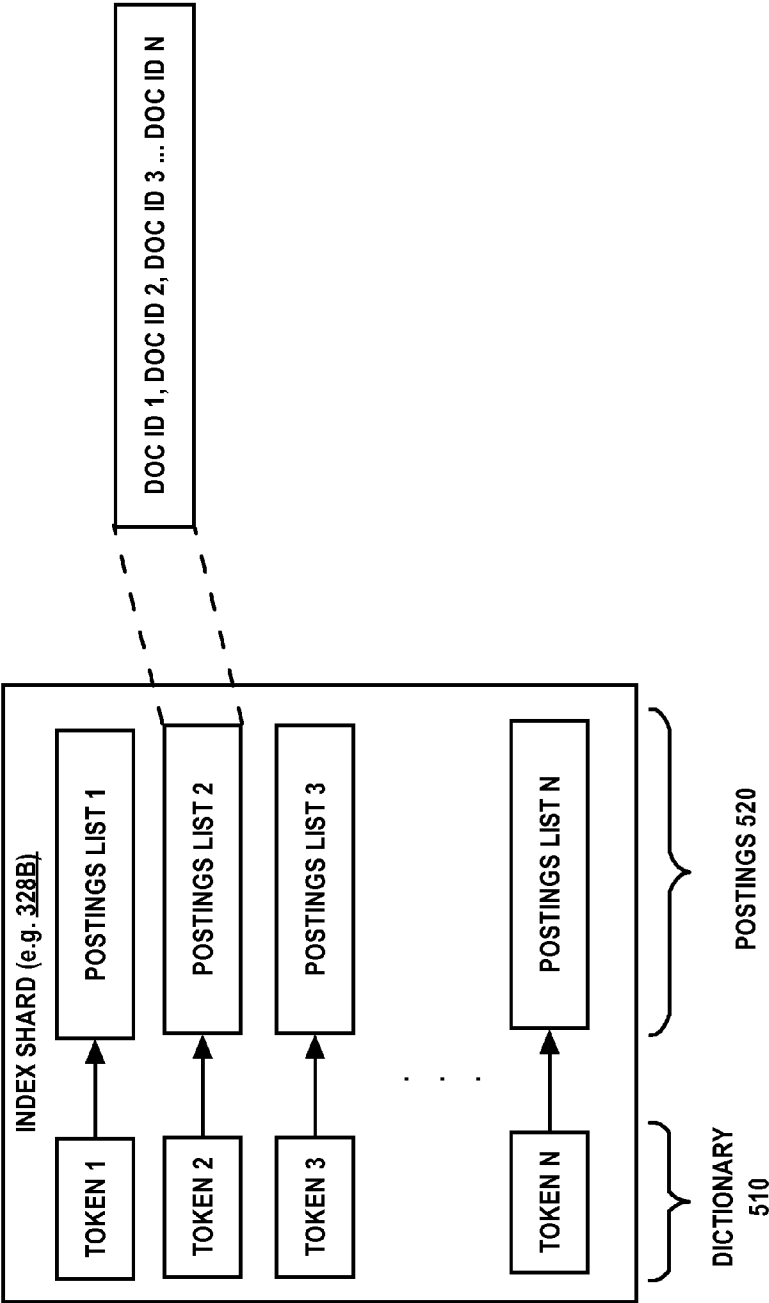 INDEX SHARD (e.g. 328B)
TOKEN 1
POSTINGS LIST 1
TOKEN 2
POSTINGS LIST 2
DOC ID 1, DOC ID 2, DOC ID 3 ... DOC ID N
TOKEN 3
POSTINGS LIST 3
. . .
TOKEN N
POSTINGS LIST N
DICTIONARY
510
POSTINGS 520